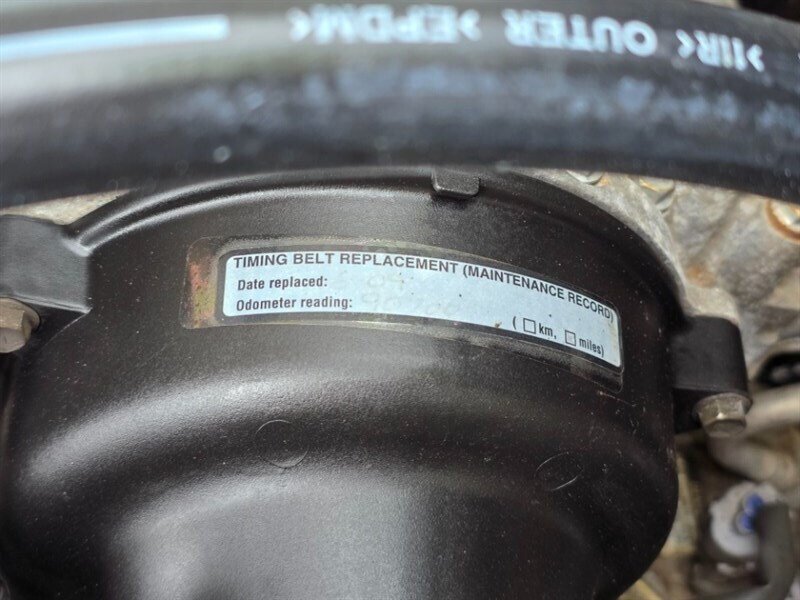 >IIR< OUTER >EPDM<
TIMING BELT REPLACEMENT (MAINTENANCE RECORD)
Date replaced:
Odometer reading:
( □ km, □ miles)